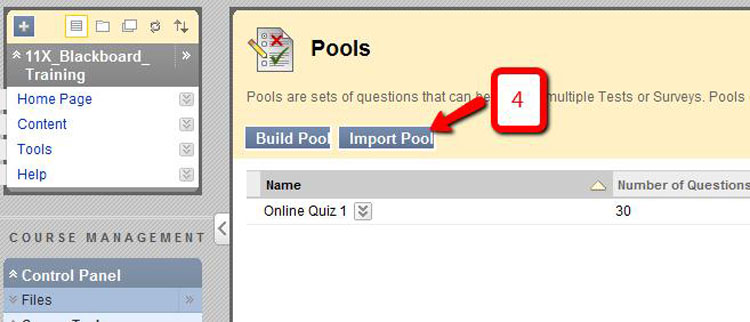 11X_Blackboard_
Training
Home Page
Content
Tools
Help
COURSE MANAGEMENT
Control Panel
Files
Pools
Pools are sets of questions that can multiple Tests or Surveys. Pools
4
Build Pool
Import Pool
Name
Number of Questions
Online Quiz 1
30